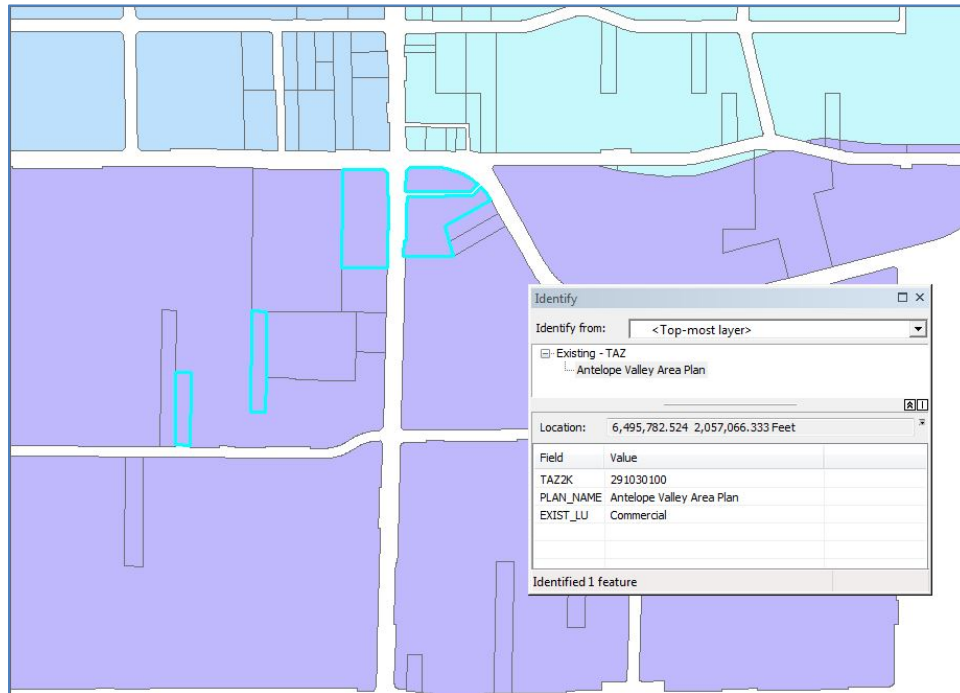 Identify
Identify from: <Top-most layer>
Existing - TAZ
Antelope Valley Area Plan
Location: 6,495,782.524 2,057,066.333 Feet
Field Value
TAZ2K 291030100
PLAN_NAME Antelope Valley Area Plan
EXIST_LU Commercial
Identified 1 feature